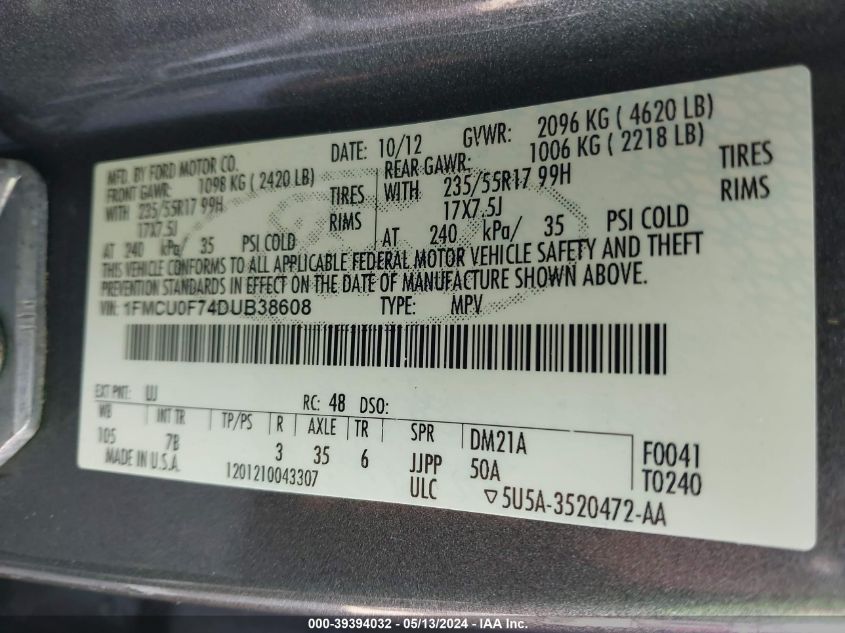 MFD. BY FORD MOTOR CO.
DATE: 10/12 GVWR: 2096 KG ( 4620 LB)
FRONT GAWR: 1098 KG ( 2420 LB) REAR GAWR: 1006 KG ( 2218 LB)
WITH 235/55R17 99H TIRES WITH 235/55R17 99H TIRES
17X7.5J RIMS 17X7.5J RIMS
AT 240 kPa/ 35 PSI COLD AT 240 kPa/ 35 PSI COLD
THIS VEHICLE CONFORMS TO ALL APPLICABLE FEDERAL MOTOR VEHICLE SAFETY AND THEFT
PREVENTION STANDARDS IN EFFECT ON THE DATE OF MANUFACTURE SHOWN ABOVE.
VIN: 1FMCU0F74DUB38608 TYPE: MPV
EXT PNT: UJ RC: 48 DSO:
WB INT TR TP/PS R AXLE TR SPR DM21A F0041
105 7B 3 35 6 JJPP 50A T0240
MADE IN U.S.A. 1201210043307 ULC ▽5U5A-3520472-AA
000-39394032 - 05/13/2024 - IAA Inc.